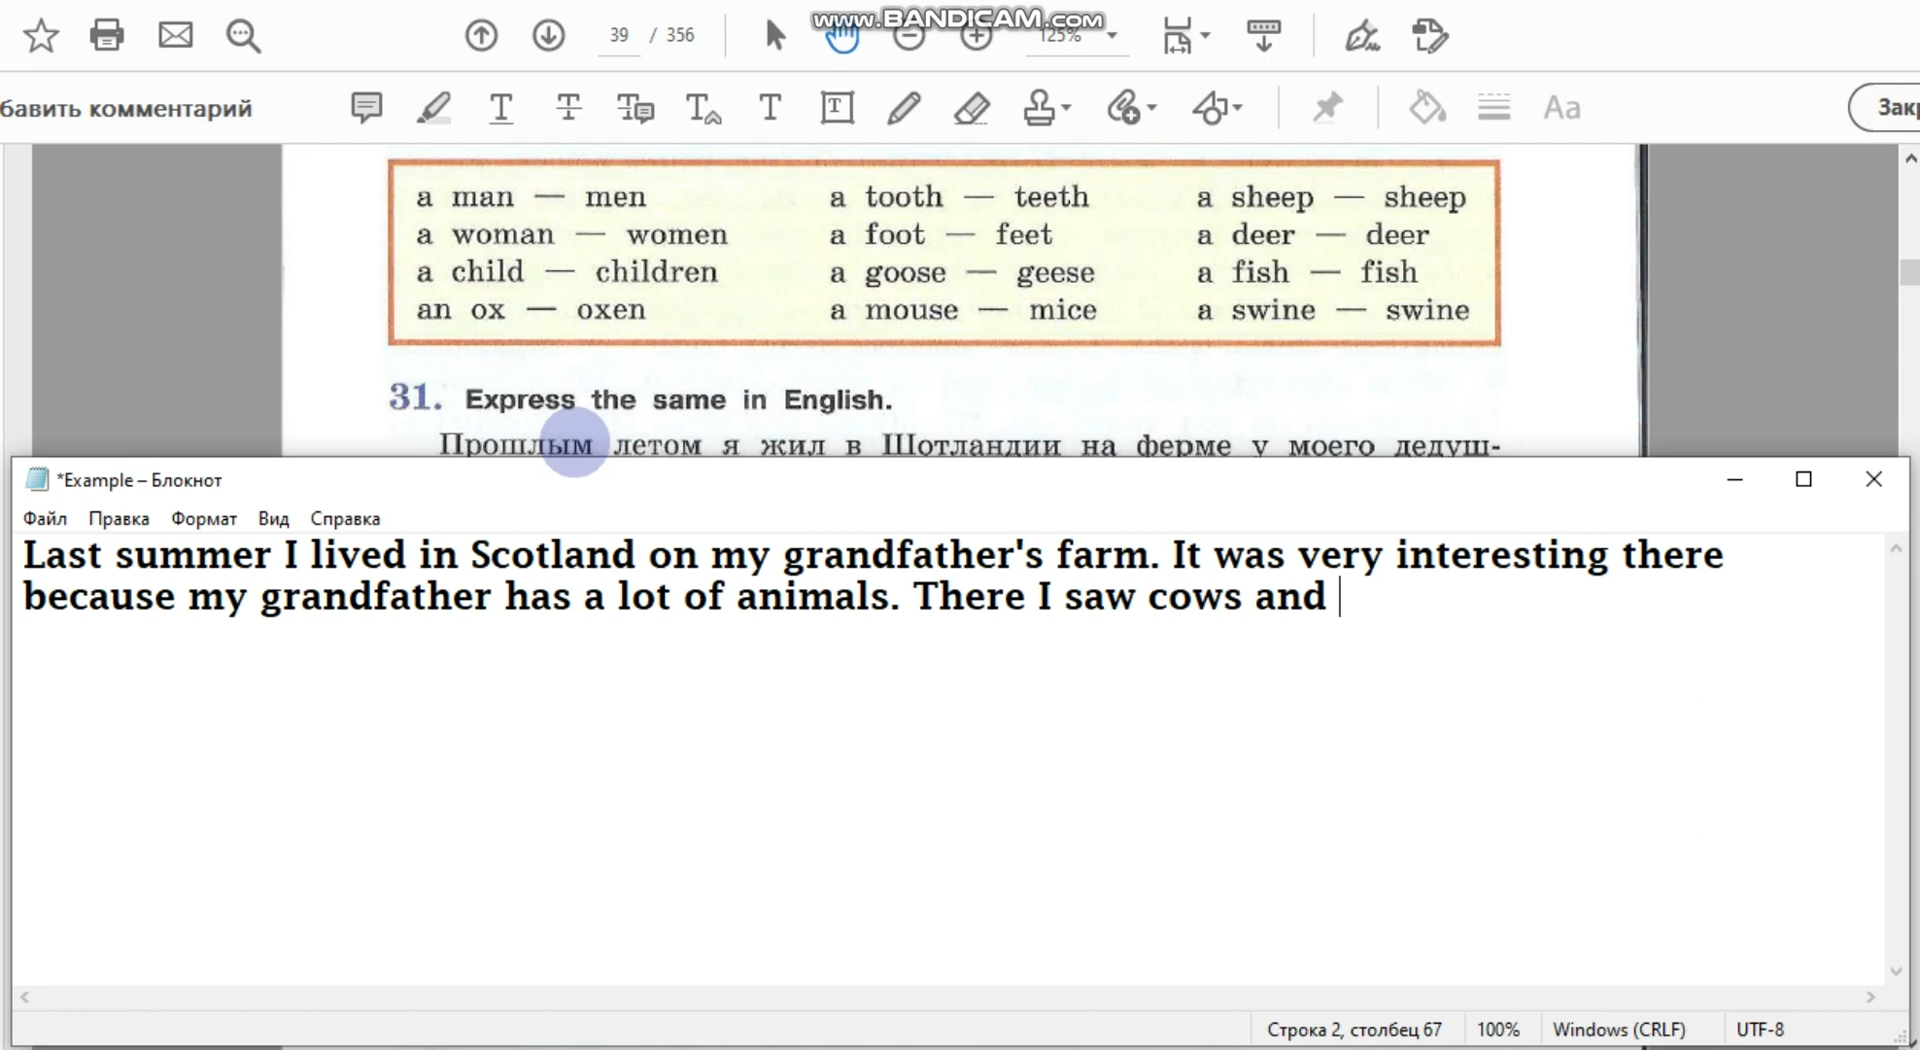 www.BANDICAM.com
39 / 356
125%
бавить комментарий
Aa
a man — men
a tooth — teeth
a sheep — sheep
a woman — women
a foot — feet
a deer — deer
a child — children
a goose — geese
a fish — fish
an ox — oxen
a mouse — mice
a swine — swine
31. Express the same in English.
Прошлым летом я жил в Шотландии на ферме у моего дедуш-
*Example – Блокнот
Файл Правка Формат Вид Справка
Last summer I lived in Scotland on my grandfather's farm. It was very interesting there
because my grandfather has a lot of animals. There I saw cows and
Строка 2, столбец 67 100% Windows (CRLF) UTF-8